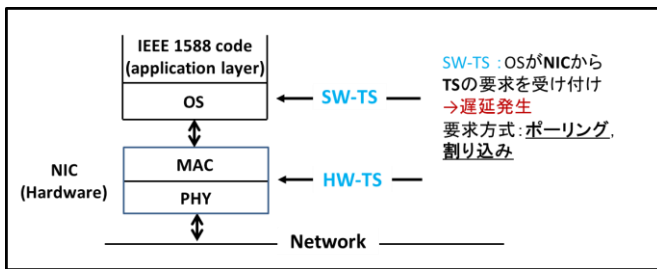 IEEE 1588 code
(application layer)
OS
SW-TS
MAC
PHY
NIC
(Hardware)
HW-TS
Network
SW-TS：OSがNICから
TSの要求を受け付け
→遅延発生
要求方式：ポーリング,
割り込み